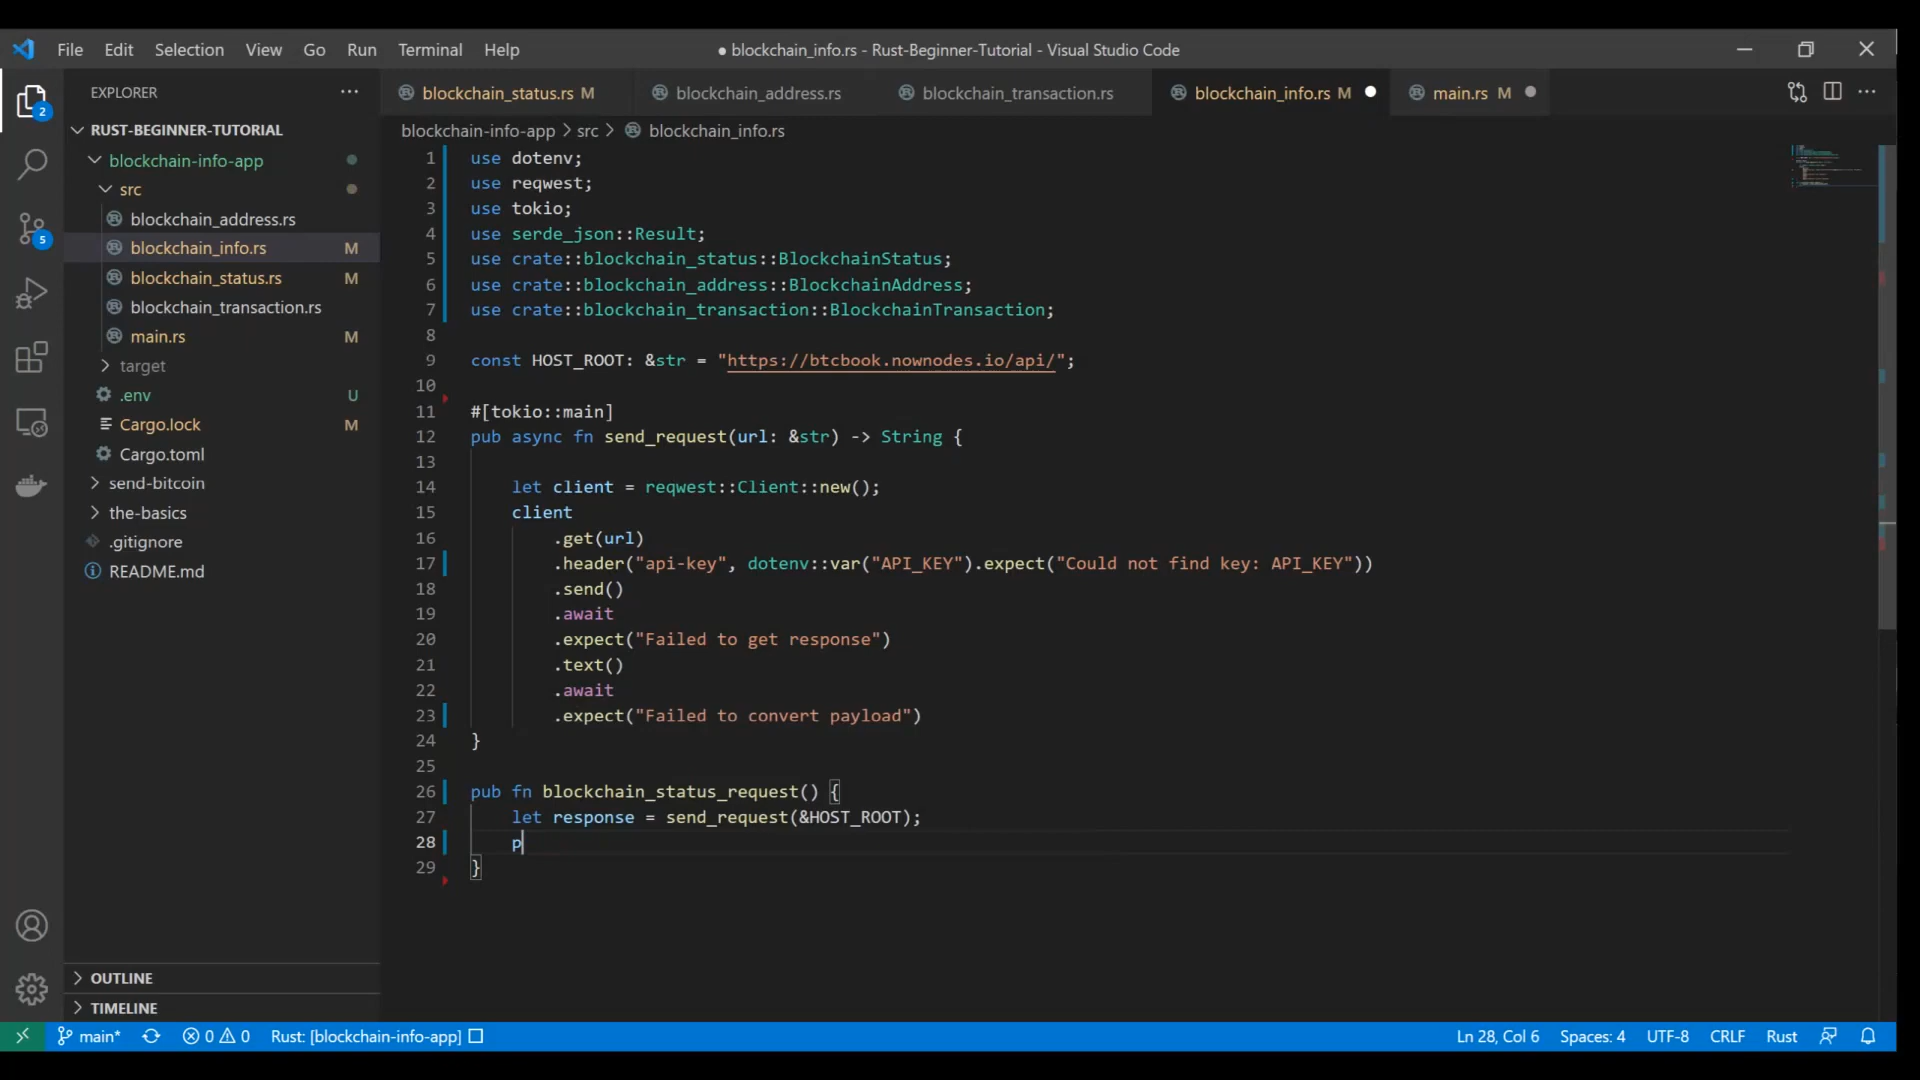 File Edit Selection View Go Run Terminal Help
● blockchain_info.rs - Rust-Beginner-Tutorial - Visual Studio Code
EXPLORER
blockchain_status.rs M
blockchain_address.rs
blockchain_transaction.rs
blockchain_info.rs M
main.rs M
2
5
RUST-BEGINNER-TUTORIAL
blockchain-info-app
src
blockchain_address.rs
blockchain_info.rs M
blockchain_status.rs M
blockchain_transaction.rs
main.rs M
target
.env U
Cargo.lock M
Cargo.toml
send-bitcoin
the-basics
.gitignore
README.md
OUTLINE
TIMELINE
blockchain-info-app > src > blockchain_info.rs
1 use dotenv;
2 use reqwest;
3 use tokio;
4 use serde_json::Result;
5 use crate::blockchain_status::BlockchainStatus;
6 use crate::blockchain_address::BlockchainAddress;
7 use crate::blockchain_transaction::BlockchainTransaction;
8
9 const HOST_ROOT: &str = "https://btcbook.nownodes.io/api/";
10
11 #[tokio::main]
12 pub async fn send_request(url: &str) -> String {
13
14 let client = reqwest::Client::new();
15 client
16 .get(url)
17 .header("api-key", dotenv::var("API_KEY").expect("Could not find key: API_KEY"))
18 .send()
19 .await
20 .expect("Failed to get response")
21 .text()
22 .await
23 .expect("Failed to convert payload")
24 }
25
26 pub fn blockchain_status_request() {
27 let response = send_request(&HOST_ROOT);
28 p
29 }
main* 0 0 Rust: [blockchain-info-app]
Ln 28, Col 6 Spaces: 4 UTF-8 CRLF Rust